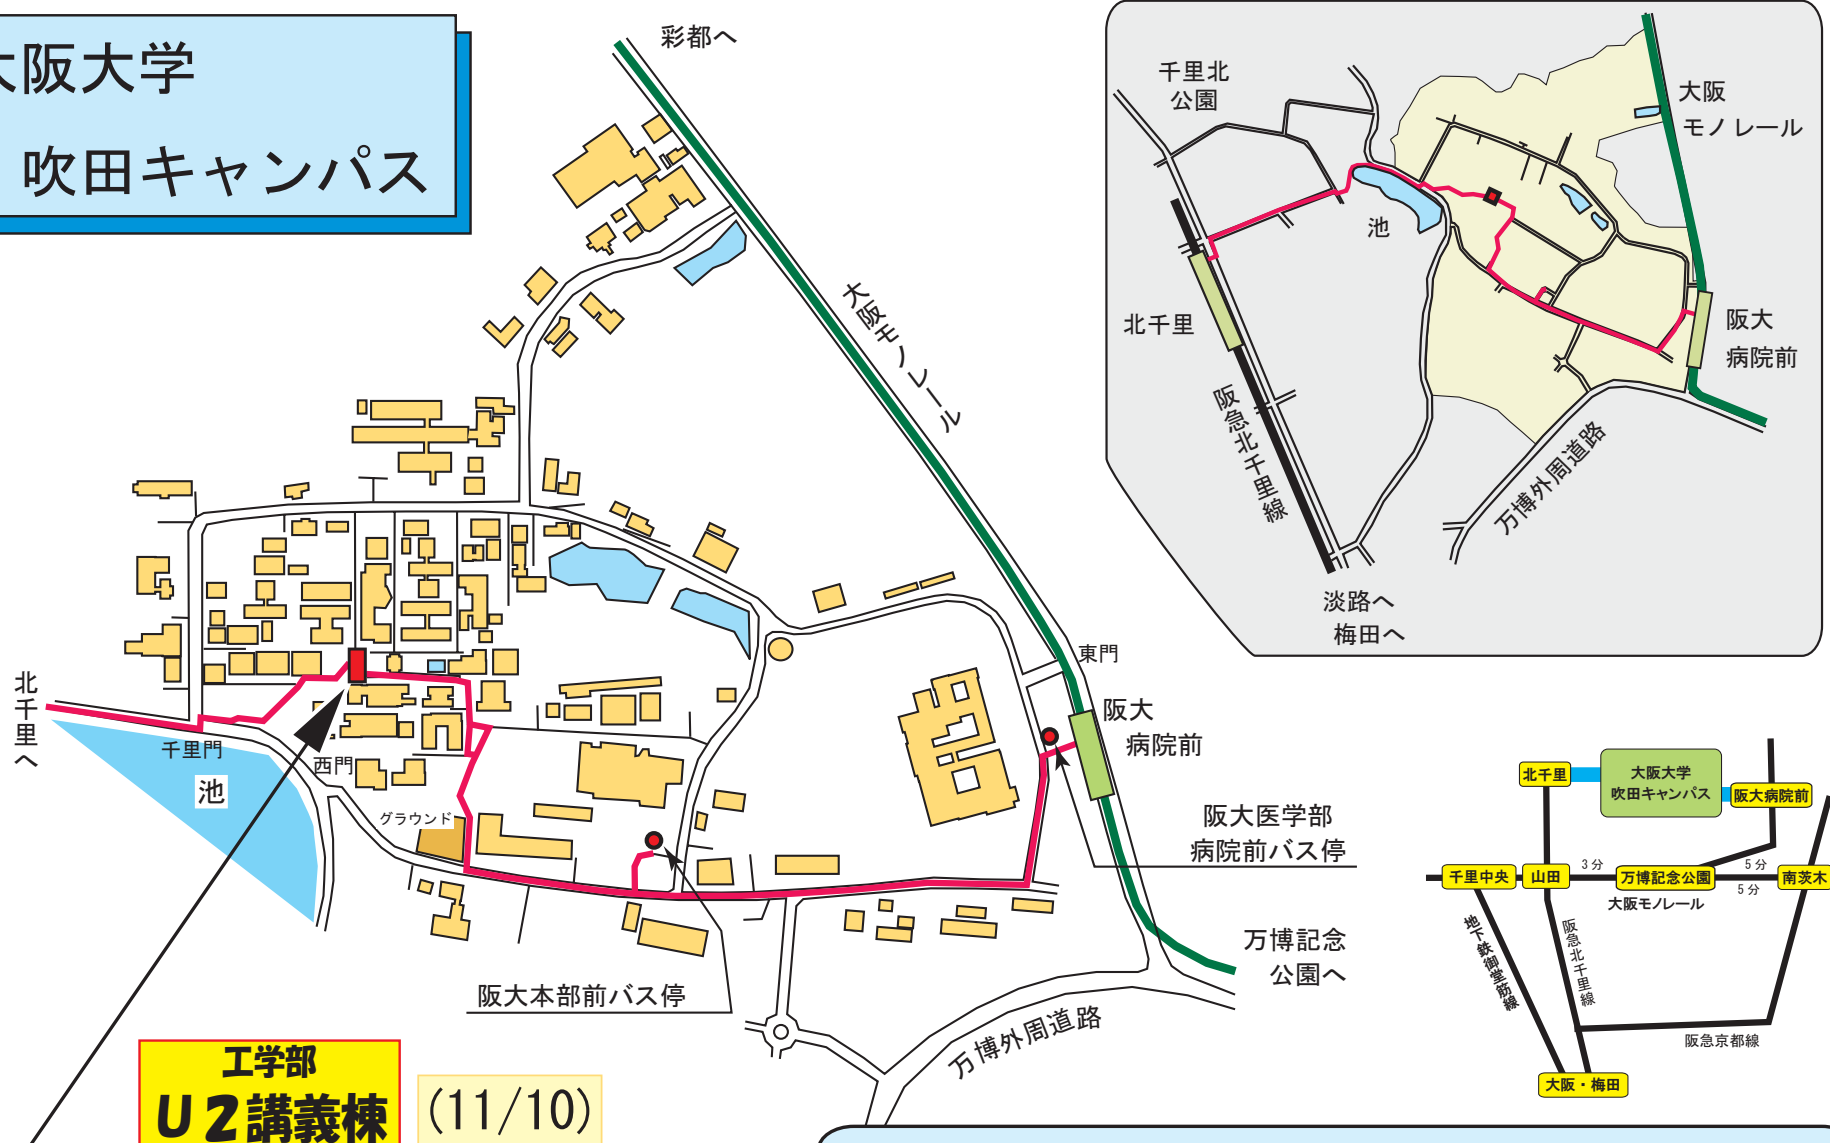 大阪大学
吹田キャンパス
彩都へ
大阪モノレール
東門
阪大
病院前
阪大医学部
病院前バス停
万博記念
公園へ
万博外周道路
阪大本部前バス停
北千里へ
千里門
池
西門
グラウンド
工学部
U2講義棟
(11/10)
千里北
公園
大阪
モノレール
池
北千里
阪大
病院前
阪急北千里線
万博外周道路
淡路へ
梅田へ
北千里
大阪大学
吹田キャンパス
阪大病院前
千里中央
山田
3分
万博記念公園
5分
5分
南茨木
大阪モノレール
地下鉄御堂筋線
阪急北千里線
阪急京都線
大阪・梅田